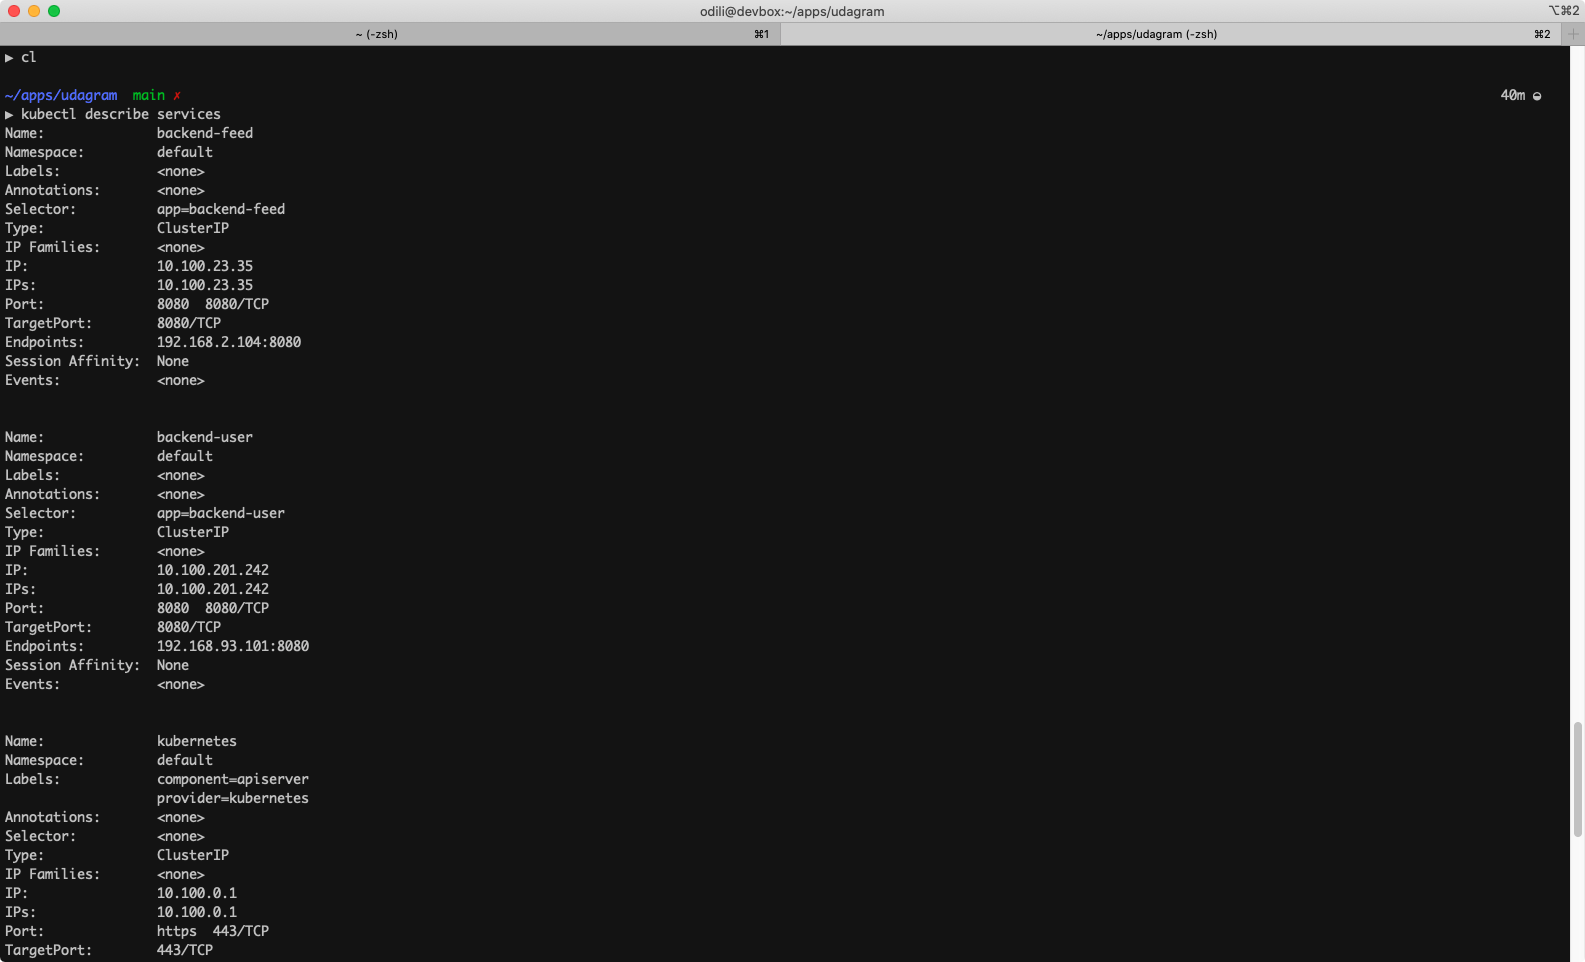 odili@devbox:~/apps/udagram
⌥⌘2
~ (-zsh) ⌘1
~/apps/udagram (-zsh) ⌘2
▶ cl
~/apps/udagram main ✗ 40m
▶ kubectl describe services
Name: backend-feed
Namespace: default
Labels: <none>
Annotations: <none>
Selector: app=backend-feed
Type: ClusterIP
IP Families: <none>
IP: 10.100.23.35
IPs: 10.100.23.35
Port: 8080 8080/TCP
TargetPort: 8080/TCP
Endpoints: 192.168.2.104:8080
Session Affinity: None
Events: <none>
Name: backend-user
Namespace: default
Labels: <none>
Annotations: <none>
Selector: app=backend-user
Type: ClusterIP
IP Families: <none>
IP: 10.100.201.242
IPs: 10.100.201.242
Port: 8080 8080/TCP
TargetPort: 8080/TCP
Endpoints: 192.168.93.101:8080
Session Affinity: None
Events: <none>
Name: kubernetes
Namespace: default
Labels: component=apiserver
provider=kubernetes
Annotations: <none>
Selector: <none>
Type: ClusterIP
IP Families: <none>
IP: 10.100.0.1
IPs: 10.100.0.1
Port: https 443/TCP
TargetPort: 443/TCP